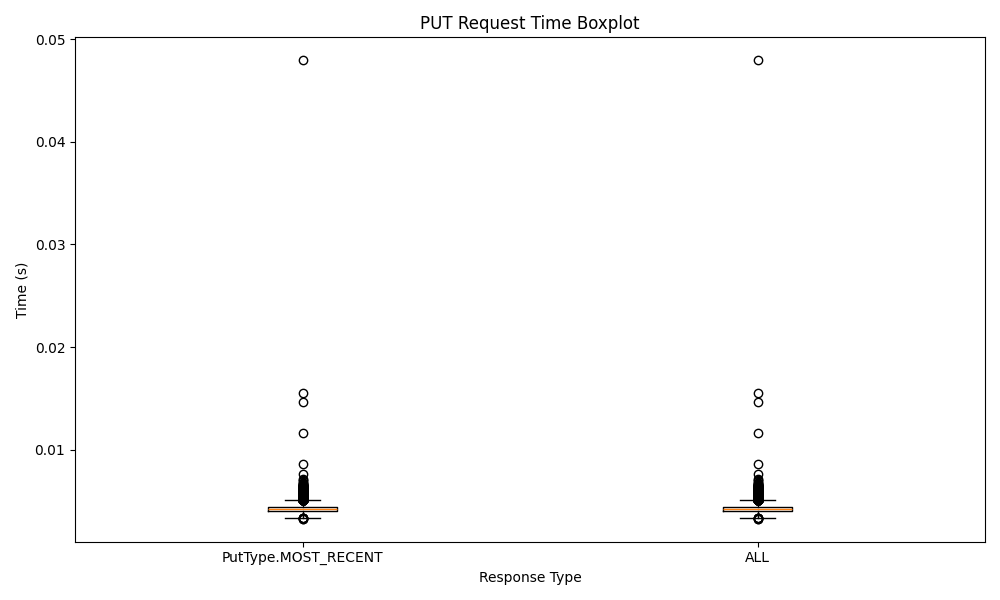 PUT Request Time Boxplot
0.05
0.04
0.03
0.02
0.01
Time (s)
PutType.MOST_RECENT
ALL
Response Type